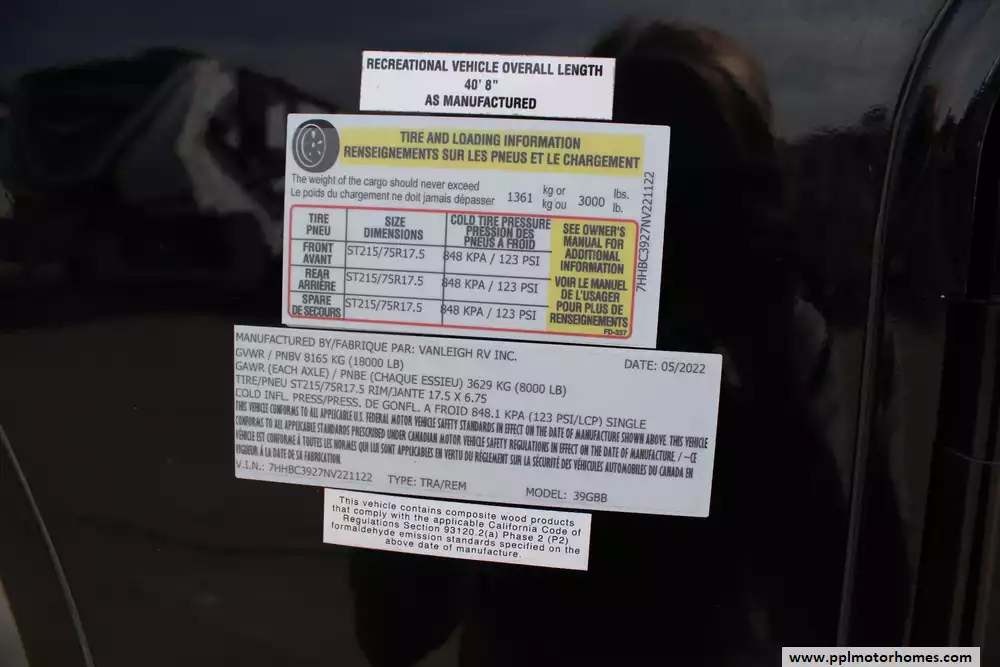 RECREATIONAL VEHICLE OVERALL LENGTH
40' 8"
AS MANUFACTURED
TIRE AND LOADING INFORMATION
RENSEIGNEMENTS SUR LES PNEUS ET LE CHARGEMENT
The weight of the cargo should never exceed 1361 kg or 3000 lbs.
Le poids du chargement ne doit jamais dépasser kg ou lb.
TIRE PNEU SIZE DIMENSIONS COLD TIRE PRESSURE PRESSION DES PNEUS A FROID
FRONT AVANT ST215/75R17.5 848 KPA / 123 PSI
REAR ARRIÈRE ST215/75R17.5 848 KPA / 123 PSI
SPARE DE SECOURS ST215/75R17.5 848 KPA / 123 PSI
SEE OWNER'S
MANUAL FOR
ADDITIONAL
INFORMATION
VOIR LE MANUEL
DE L'USAGER
POUR PLUS DE
RENSEIGNEMENTS
FD-337
7HHBC3927NV221122
MANUFACTURED BY/FABRIQUE PAR: VANLEIGH RV INC. DATE: 05/2022
GVWR / PNBV 8165 KG (18000 LB)
GAWR (EACH AXLE) / PNBE (CHAQUE ESSIEU) 3629 KG (8000 LB)
TIRE/PNEU ST215/75R17.5 RIM/JANTE 17.5 X 6.75
COLD INFL. PRESS/PRESS. DE GONFL. A FROID 848.1 KPA (123 PSI/LCP) SINGLE
THIS VEHICLE CONFORMS TO ALL APPLICABLE U.S. FEDERAL MOTOR VEHICLE SAFETY STANDARDS IN EFFECT ON THE DATE OF MANUFACTURE SHOWN ABOVE. THIS VEHICLE
CONFORMS TO ALL APPLICABLE STANDARDS PRESCRIBED UNDER CANADIAN MOTOR VEHICLE SAFETY REGULATIONS IN EFFECT ON THE DATE OF MANUFACTURE. / -CE
VÉHICLE EST CONFORME À TOUTES LES NORMES QUI LUI SONT APPLICABLES EN VERTU DU RÉGLEMENT SUR LA SÉCURITÉ DES VÉHICULES AUTOMOBILES DU CANADA EN
VIGUEUR À LA DATE DE SA FABRICATION.
V.I.N.: 7HHBC3927NV221122 TYPE: TRA/REM MODEL: 39GBB
This vehicle contains composite wood products
that comply with the applicable California Code of
Regulations Section 93120.2(a) Phase 2 (P2)
formaldehyde emission standards specified on the
above date of manufacture.
www.pplmotorhomes.com